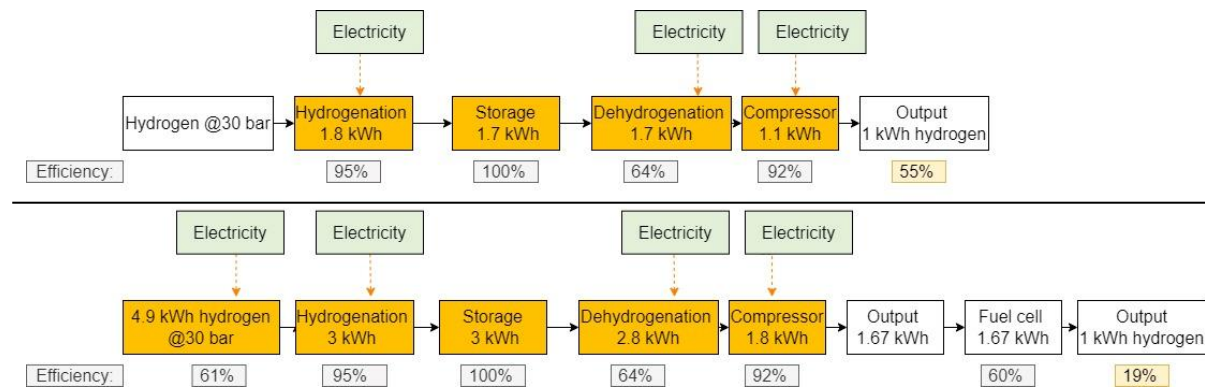 Electricity
Electricity
Electricity
Hydrogen @30 bar
Hydrogenation
1.8 kWh
Storage
1.7 kWh
Dehydrogenation
1.7 kWh
Compressor
1.1 kWh
Output
1 kWh hydrogen
Efficiency:
95%
100%
64%
92%
55%
Electricity
Electricity
Electricity
Electricity
4.9 kWh hydrogen
@30 bar
Hydrogenation
3 kWh
Storage
3 kWh
Dehydrogenation
2.8 kWh
Compressor
1.8 kWh
Output
1.67 kWh
Fuel cell
1.67 kWh
Output
1 kWh hydrogen
Efficiency:
61%
95%
100%
64%
92%
60%
19%